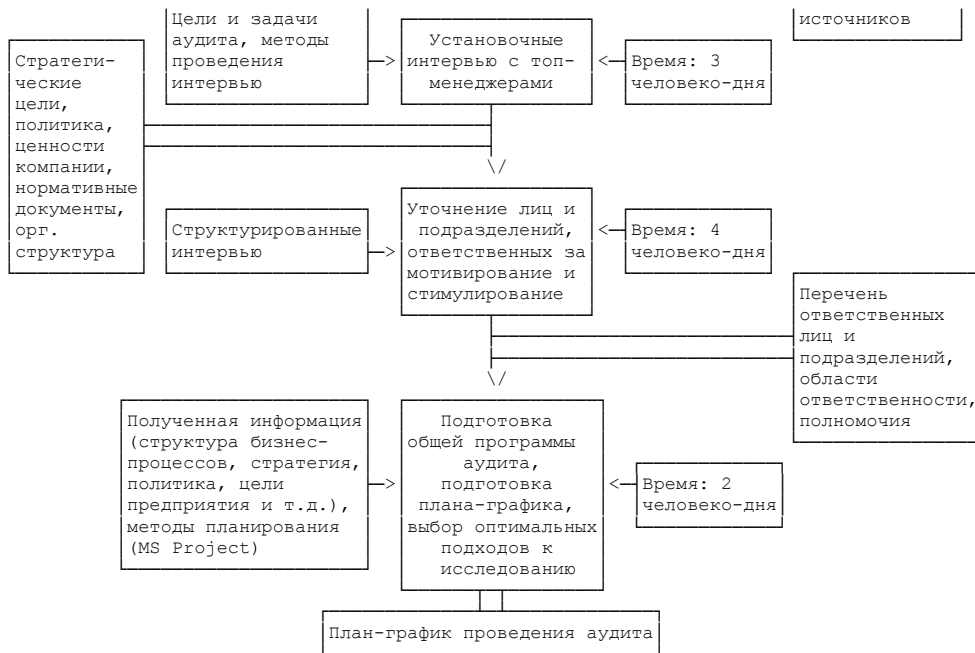 Цели и задачи
аудита, методы
проведения
интервью
источников
Установочные
интервью с топ-
менеджерами
Время: 3
человеко-дня
Стратеги-
ческие
цели,
политика,
ценности
компании,
нормативные
документы,
орг.
структура
Структурированные
интервью
Уточнение лиц и
подразделений,
ответственных за
мотивирование и
стимулирование
Время: 4
человеко-дня
Перечень
ответственных
лиц и
подразделений,
области
ответственности,
полномочия
Полученная информация
(структура бизнес-
процессов, стратегия,
политика, цели
предприятия и т.д.),
методы планирования
(MS Project)
Подготовка
общей программы
аудита,
подготовка
плана-графика,
выбор оптимальных
подходов к
исследованию
Время: 2
человеко-дня
План-график проведения аудита